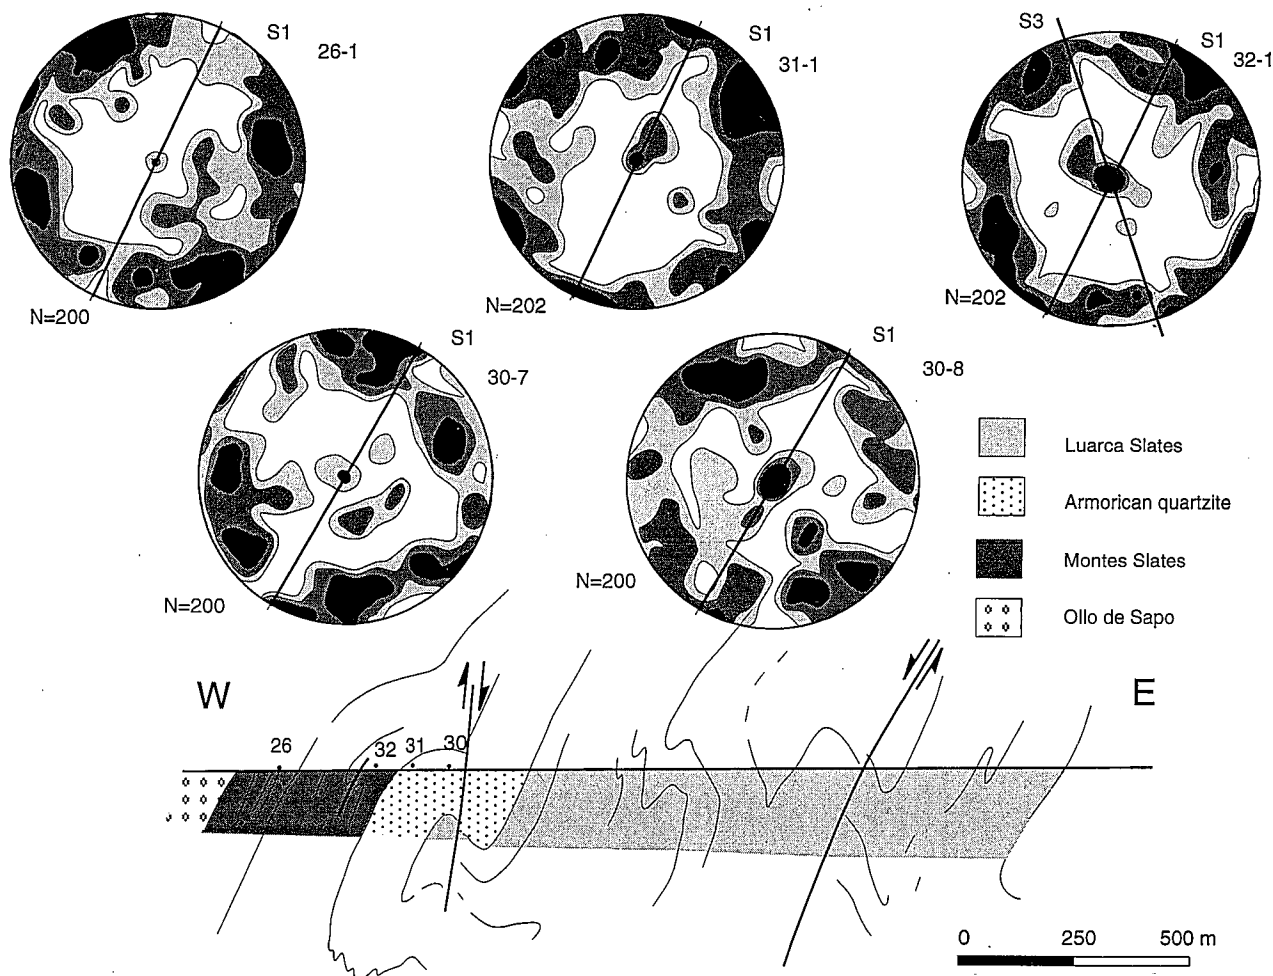 S1
26-1
N=200
S1
31-1
N=202
S3
S1
32-1
N=202
S1
30-7
N=200
S1
30-8
N=200
Luarca Slates
Armorican quartzite
Montes Slates
Ollo de Sapo
W
E
26
32
31
30
0 250 500 m